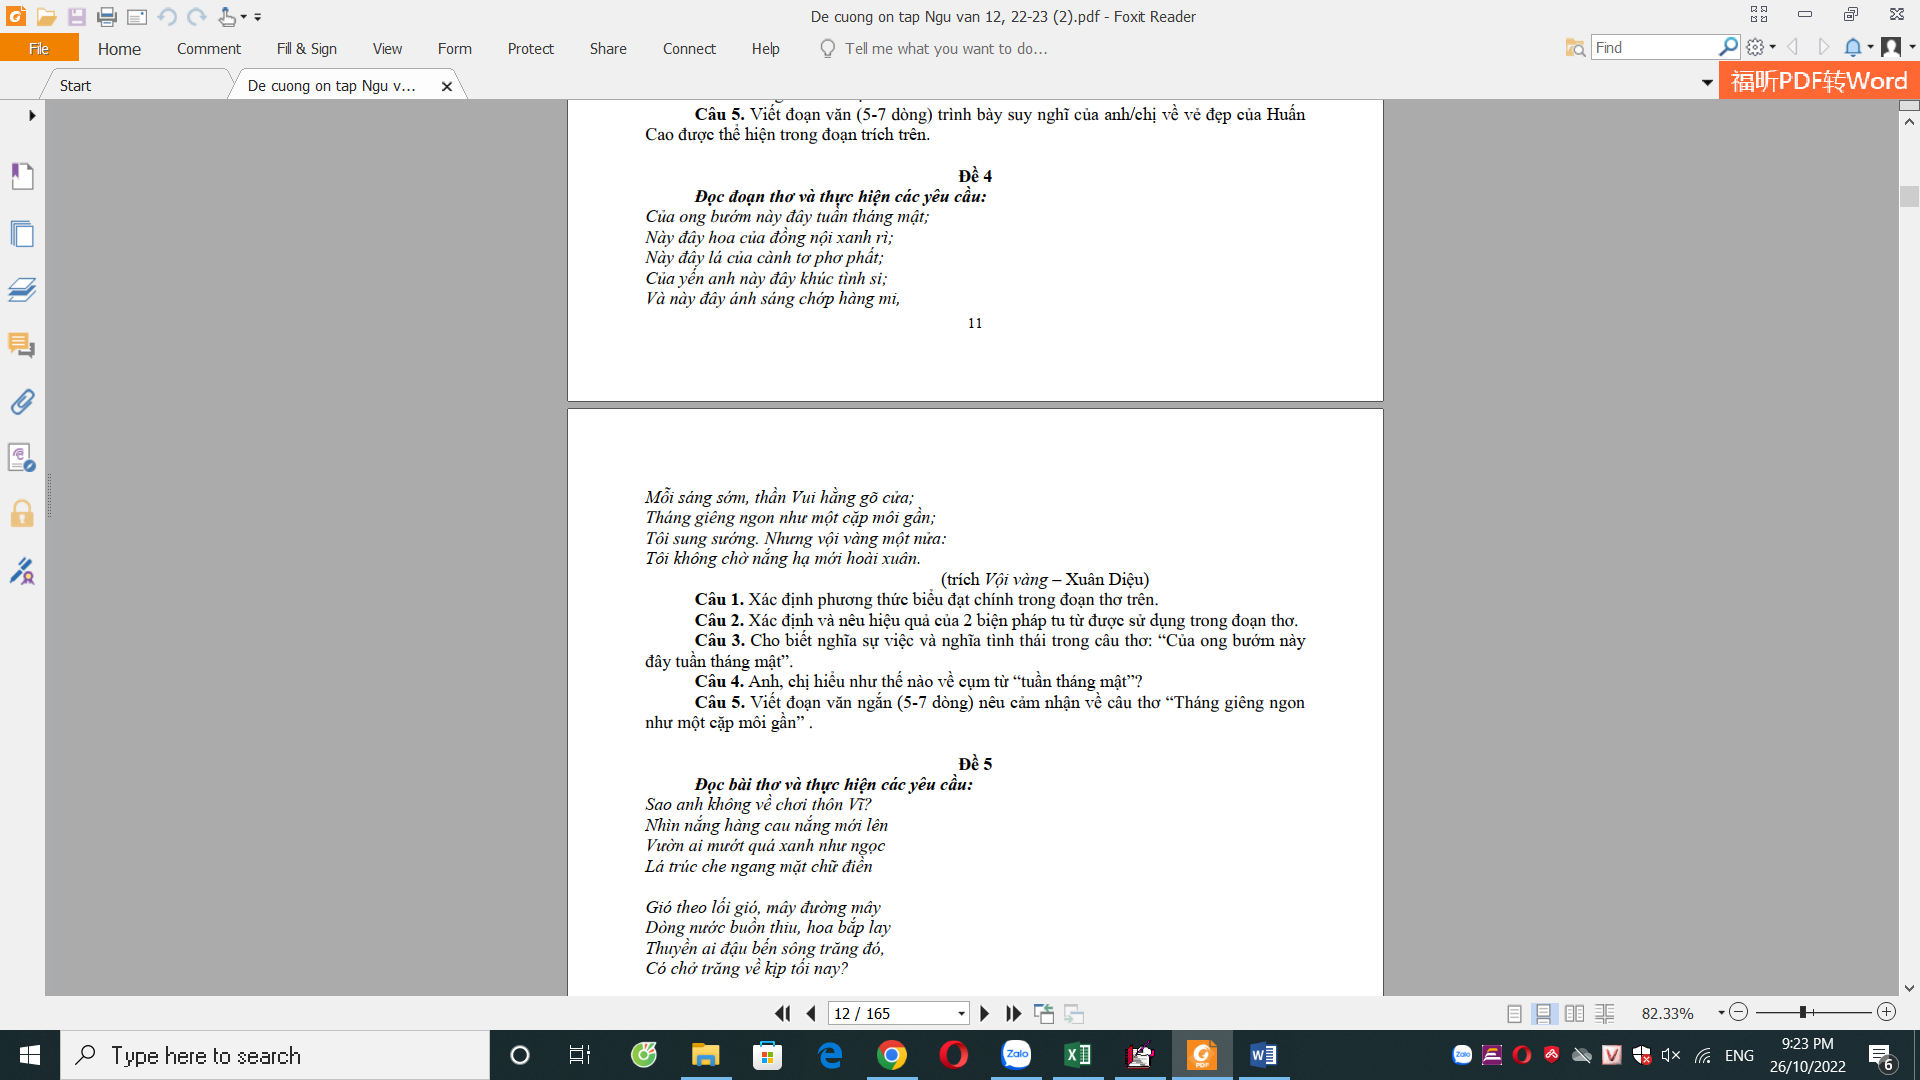 De cuong on tap Ngu van 12, 22-23 (2).pdf - Foxit Reader
File Home Comment Fill & Sign View Form Protect Share Connect Help Tell me what you want to do... Find
Start De cuong on tap Ngu v... 福昕PDF转Word
Câu 5. Viết đoạn văn (5-7 dòng) trình bày suy nghĩ của anh/chị về vẻ đẹp của Huấn
Cao được thể hiện trong đoạn trích trên.
Đề 4
Đọc đoạn thơ và thực hiện các yêu cầu:
Của ong bướm này đây tuần tháng mật;
Này đây hoa của đồng nội xanh rì;
Này đây lá của cành tơ phơ phất;
Của yến anh này đây khúc tình si;
Và này đây ánh sáng chớp hàng mi,
11
Mỗi sáng sớm, thần Vui hằng gõ cửa;
Tháng giêng ngon như một cặp môi gần;
Tôi sung sướng. Nhưng vội vàng một nửa:
Tôi không chờ nắng hạ mới hoài xuân.
(trích Vội vàng – Xuân Diệu)
Câu 1. Xác định phương thức biểu đạt chính trong đoạn thơ trên.
Câu 2. Xác định và nêu hiệu quả của 2 biện pháp tu từ được sử dụng trong đoạn thơ.
Câu 3. Cho biết nghĩa sự việc và nghĩa tình thái trong câu thơ: “Của ong bướm này
đây tuần tháng mật”.
Câu 4. Anh, chị hiểu như thế nào về cụm từ “tuần tháng mật”?
Câu 5. Viết đoạn văn ngắn (5-7 dòng) nêu cảm nhận về câu thơ “Tháng giêng ngon
như một cặp môi gần” .
Đề 5
Đọc bài thơ và thực hiện các yêu cầu:
Sao anh không về chơi thôn Vĩ?
Nhìn nắng hàng cau nắng mới lên
Vườn ai mướt quá xanh như ngọc
Lá trúc che ngang mặt chữ điền
Gió theo lối gió, mây đường mây
Dòng nước buồn thiu, hoa bắp lay
Thuyền ai đậu bến sông trăng đó,
Có chở trăng về kịp tối nay?
12 / 165 82.33%
Type here to search Zalo PDF Zalo ENG 9:23 PM
26/10/2022 6